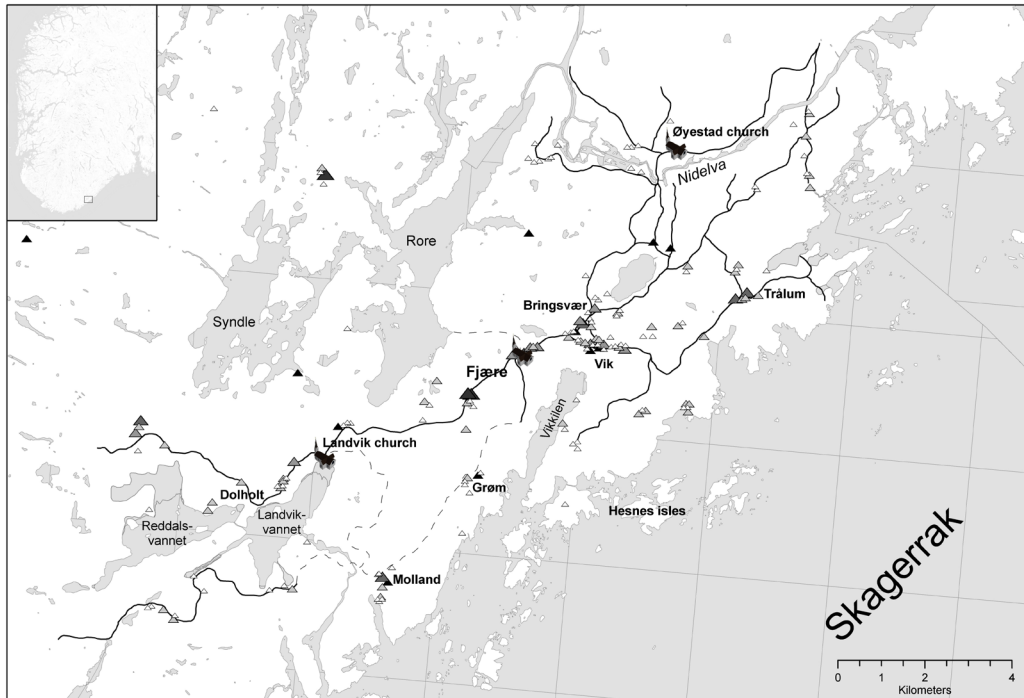 Øyestad church
Nidelva
Rore
Trålum
Bringsvær
Syndle
Vik
Fjære
Vikkilen
Landvik church
Grøm
Dolholt
Hesnes isles
Landvik-
vannet
Reddals-
vannet
Molland
Skagerrak
0 1 2 4
Kilometers